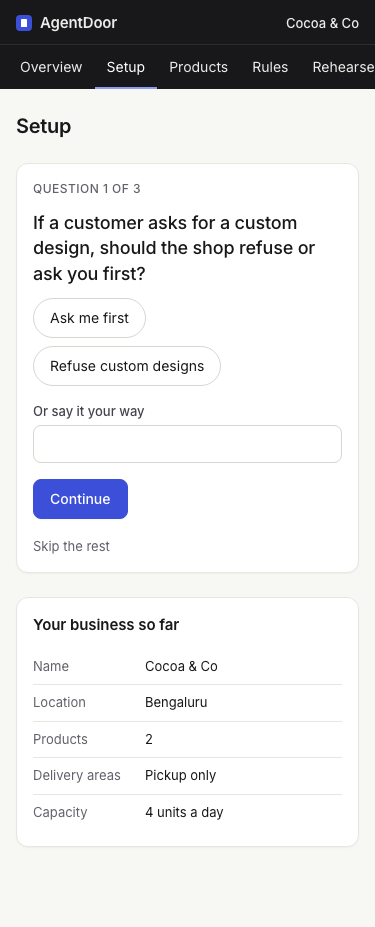 AgentDoor
Cocoa & Co
Overview Setup Products Rules Rehearse
Setup
QUESTION 1 OF 3
If a customer asks for a custom
design, should the shop refuse or
ask you first?
Ask me first
Refuse custom designs
Or say it your way
Continue
Skip the rest
Your business so far
Name Cocoa & Co
Location Bengaluru
Products 2
Delivery areas Pickup only
Capacity 4 units a day